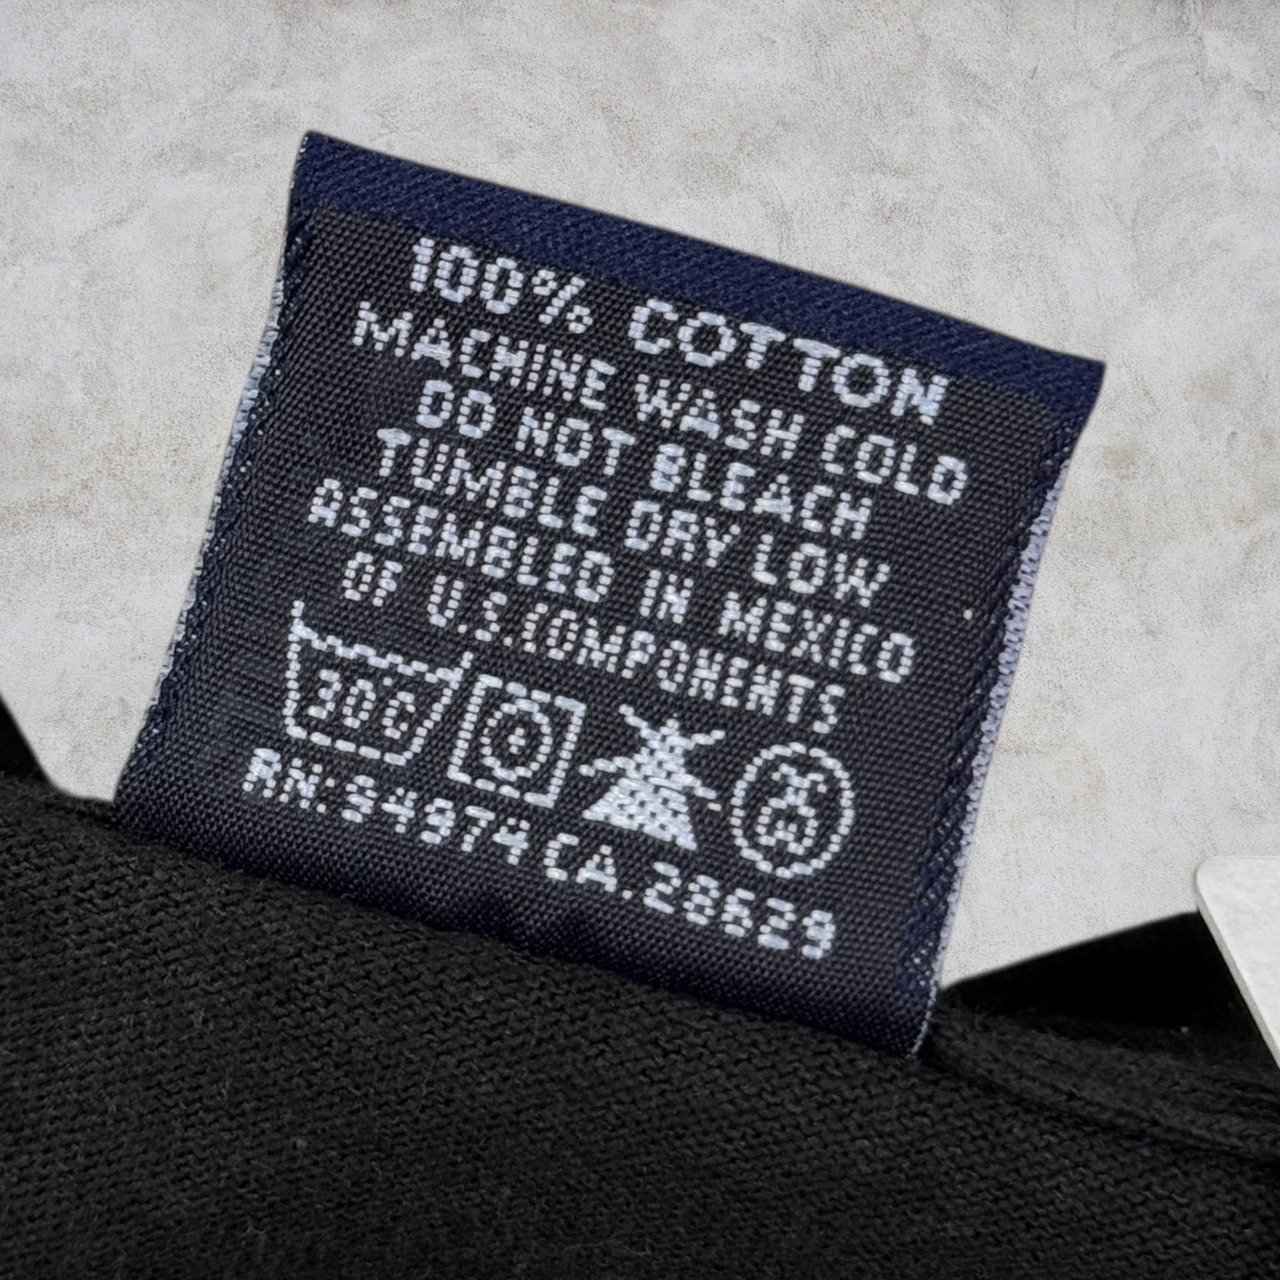 100% COTTON
MACHINE WASH COLD
DO NOT BLEACH
TUMBLE DRY LOW
ASSEMBLED IN MEXICO
OF U.S.COMPONENTS
30°C
RN:94974 CA.28629